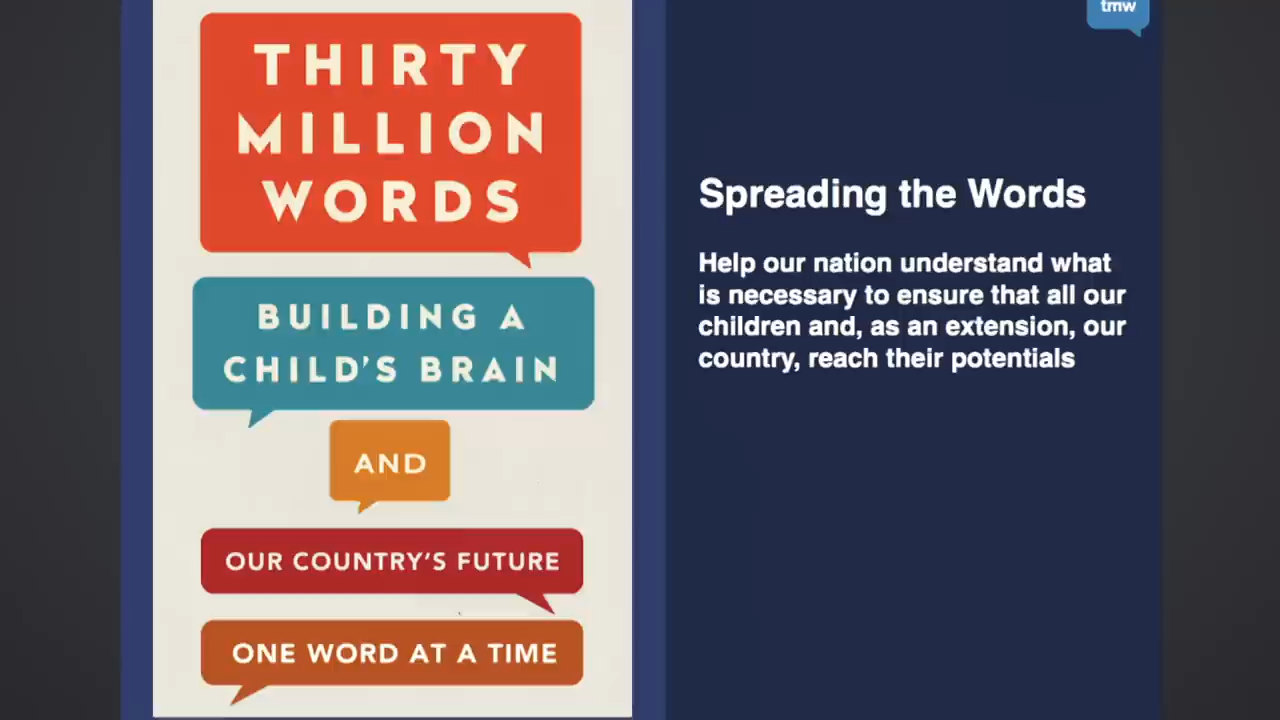 THIRTY
MILLION
WORDS
BUILDING A
CHILD'S BRAIN
AND
OUR COUNTRY'S FUTURE
ONE WORD AT A TIME
tmw
Spreading the Words
Help our nation understand what
is necessary to ensure that all our
children and, as an extension, our
country, reach their potentials